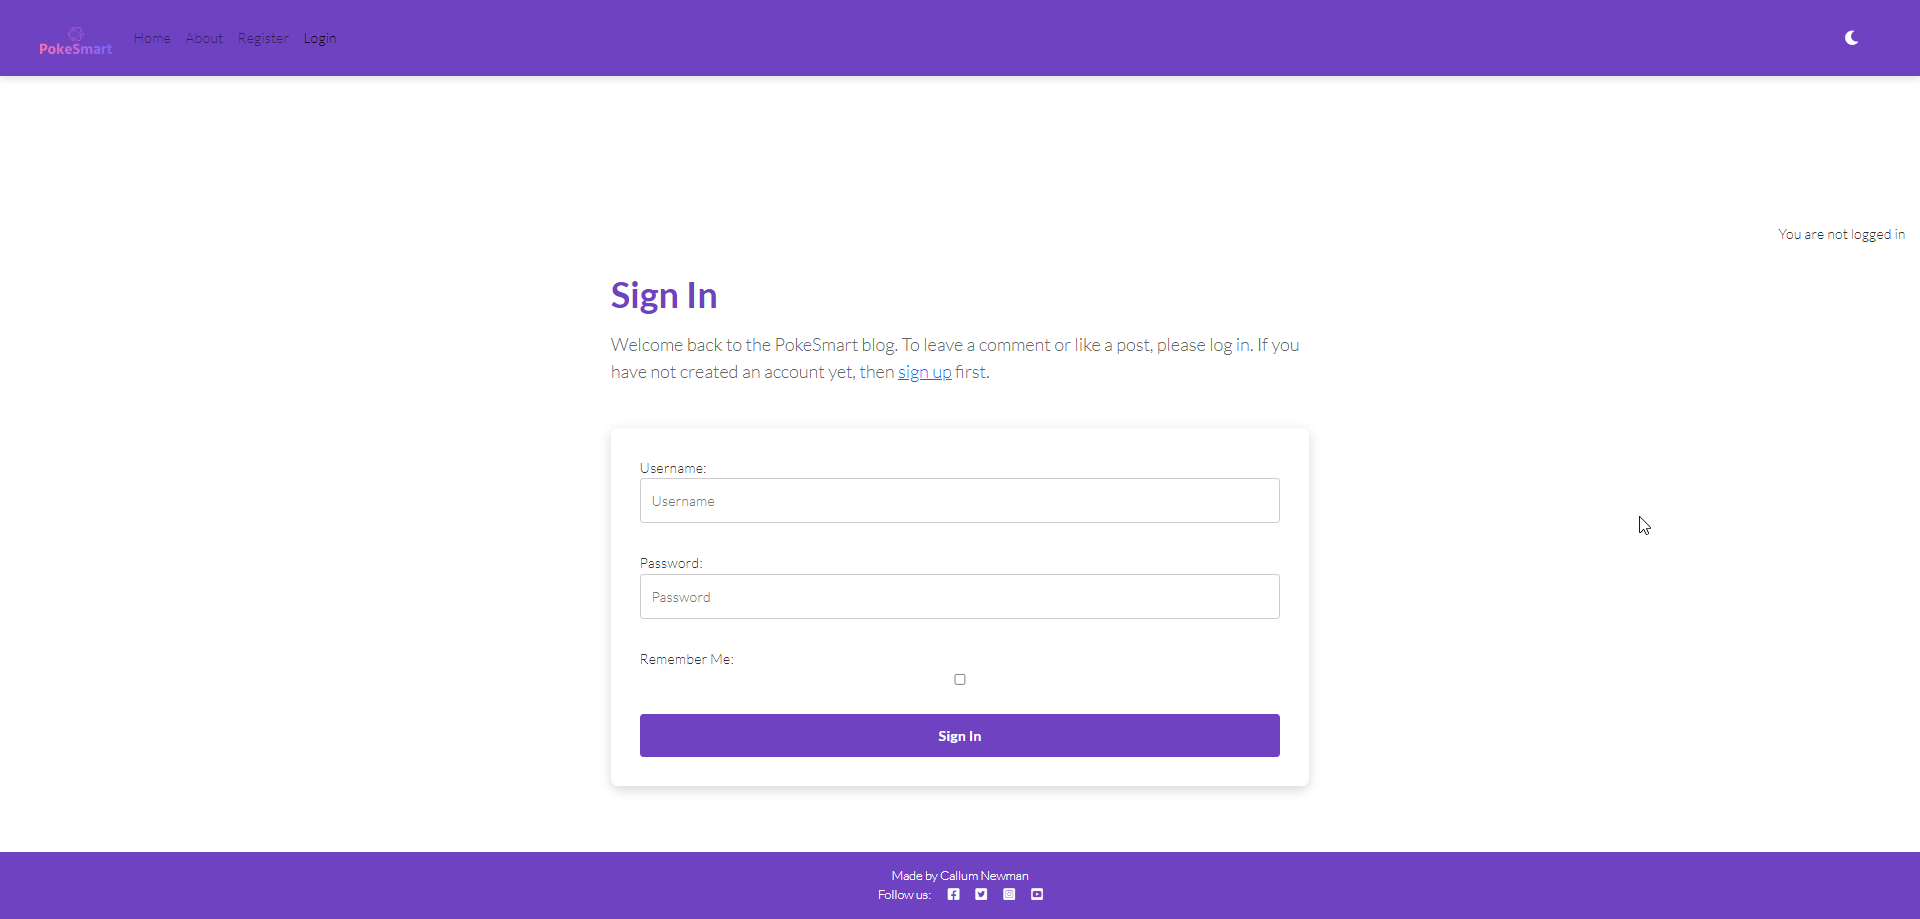 PokeSmart
Home About Register Login
You are not logged in
Sign In
Welcome back to the PokeSmart blog. To leave a comment or like a post, please log in. If you
have not created an account yet, then sign up first.
Username:
Username
Password:
Password
Remember Me:
Sign In
Made by Callum Newman
Follow us: